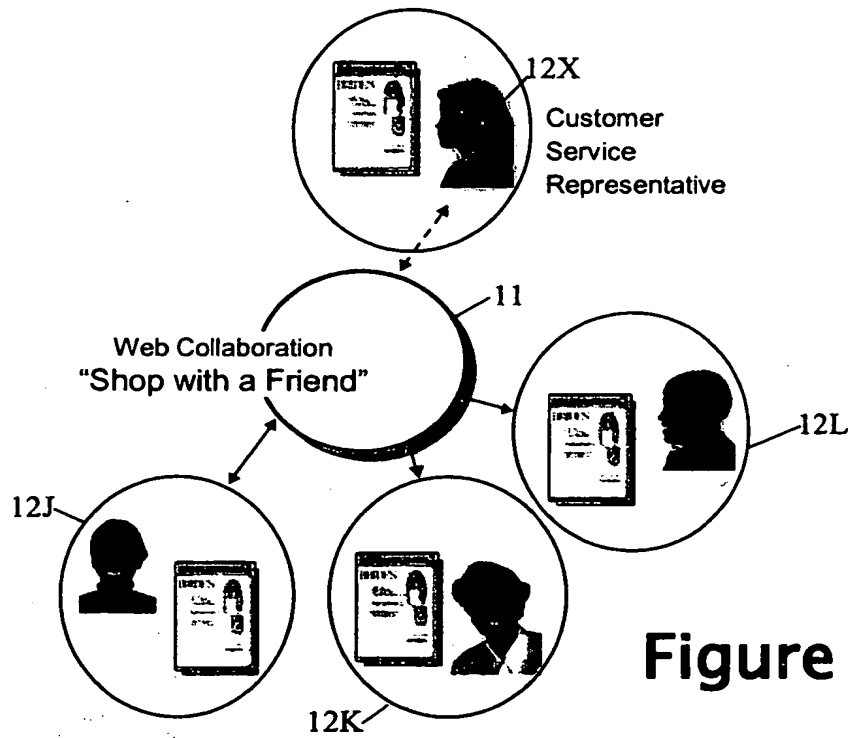 12X
Customer
Service
Representative
11
Web Collaboration
"Shop with a Friend"
12L
12J
12K
Figure